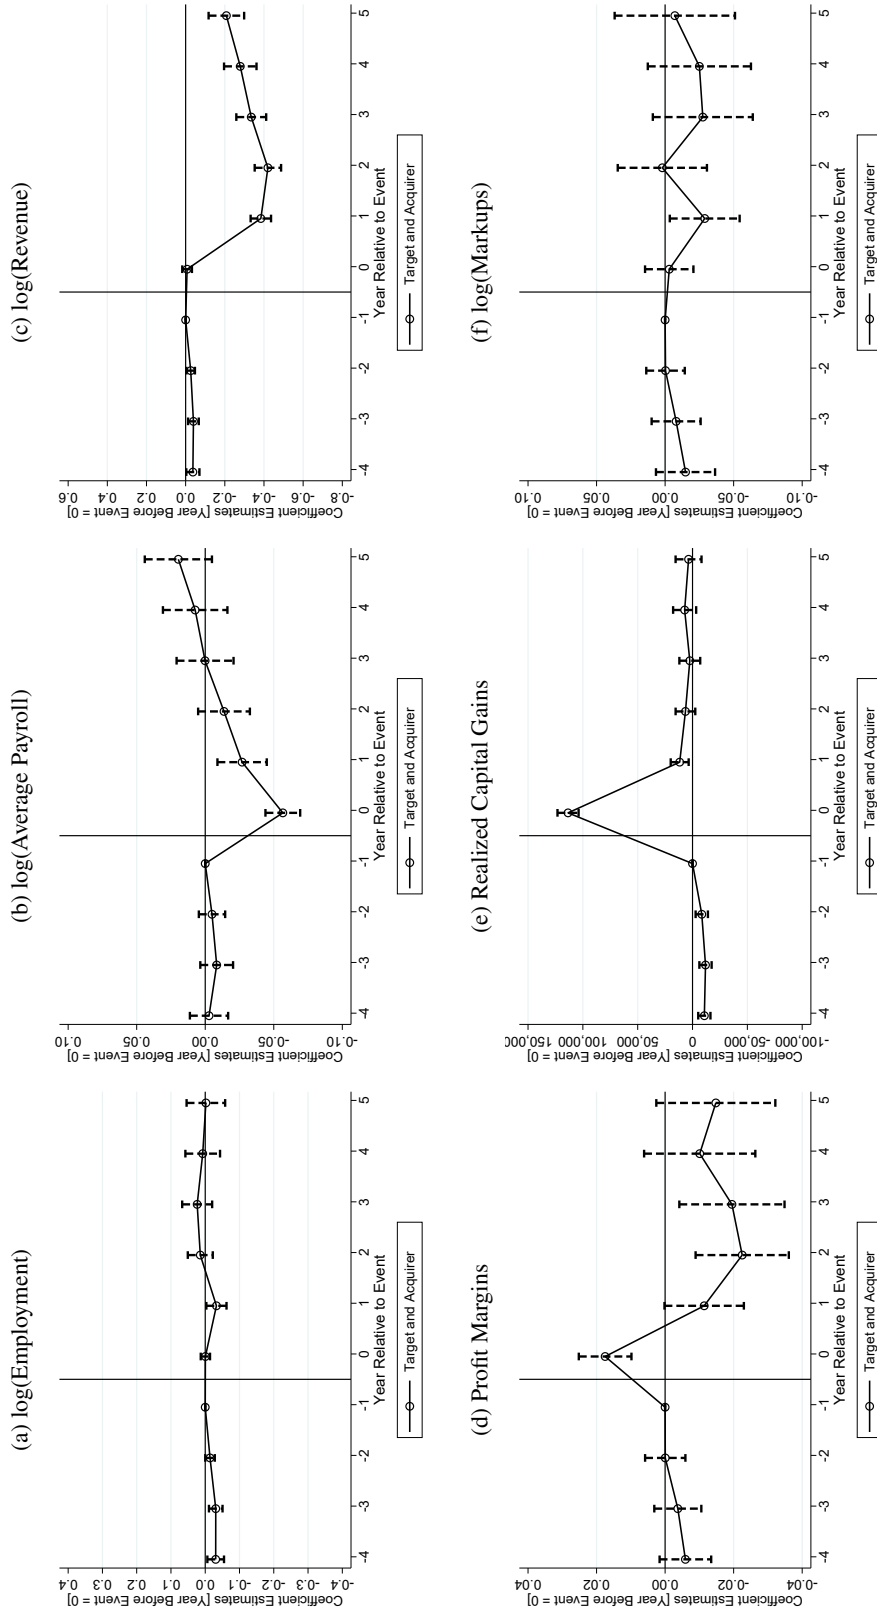 (a) log(Employment)
Coefficient Estimates [Year Before Event = 0]
0.4
0.3
0.2
0.1
0.0
-0.1
-0.2
-0.3
-0.4
-4 -3 -2 -1 0 1 2 3 4 5
Year Relative to Event
Target and Acquirer
(b) log(Average Payroll)
Coefficient Estimates [Year Before Event = 0]
0.10
0.05
0.00
-0.05
-0.10
-4 -3 -2 -1 0 1 2 3 4 5
Year Relative to Event
Target and Acquirer
(c) log(Revenue)
Coefficient Estimates [Year Before Event = 0]
0.6
0.4
0.2
0.0
-0.2
-0.4
-0.6
-0.8
-4 -3 -2 -1 0 1 2 3 4 5
Year Relative to Event
Target and Acquirer
(d) Profit Margins
Coefficient Estimates [Year Before Event = 0]
0.04
0.02
0.00
-0.02
-0.04
-4 -3 -2 -1 0 1 2 3 4 5
Year Relative to Event
Target and Acquirer
(e) Realized Capital Gains
Coefficient Estimates [Year Before Event = 0]
150,000
100,000
50,000
0
-50,000
-100,000
-4 -3 -2 -1 0 1 2 3 4 5
Year Relative to Event
Target and Acquirer
(f) log(Markups)
Coefficient Estimates [Year Before Event = 0]
0.10
0.05
0.00
-0.05
-0.10
-4 -3 -2 -1 0 1 2 3 4 5
Year Relative to Event
Target and Acquirer